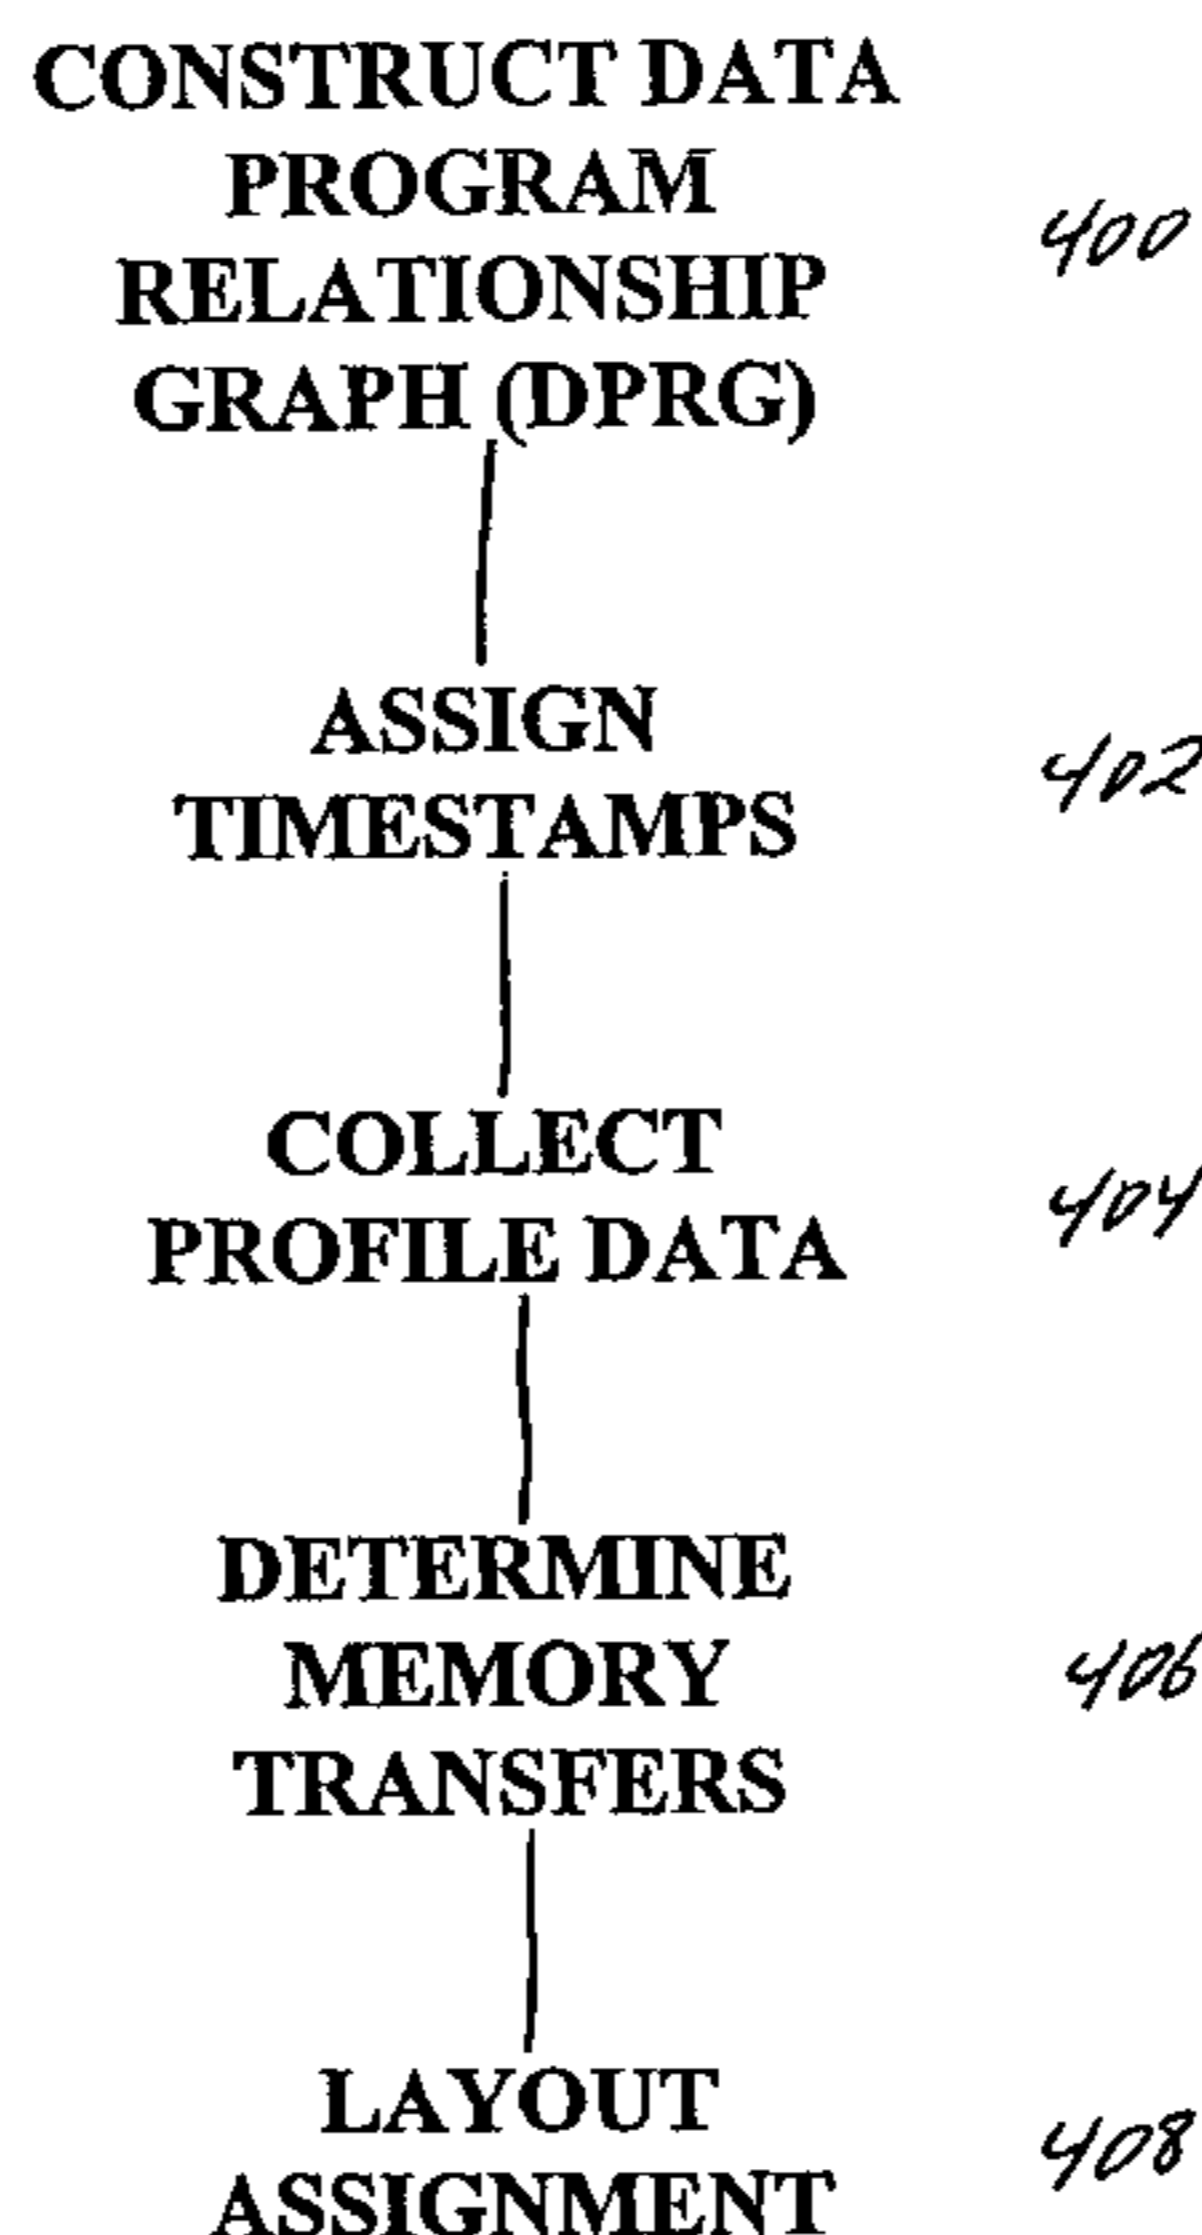 CONSTRUCT DATA
PROGRAM
RELATIONSHIP
GRAPH (DPRG)
400
ASSIGN
TIMESTAMPS
402
COLLECT
PROFILE DATA
404
DETERMINE
MEMORY
TRANSFERS
406
LAYOUT
ASSIGNMENT
408